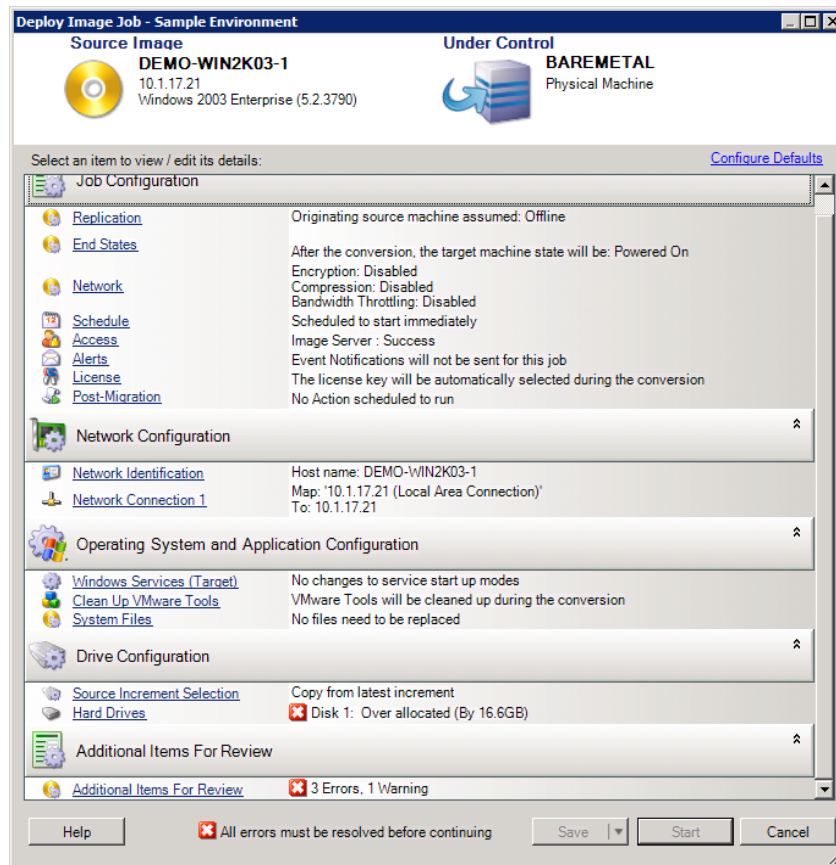 Deploy Image Job - Sample Environment
Source Image
DEMO-WIN2K03-1
10.1.17.21
Windows 2003 Enterprise (5.2.3790)
Under Control
BAREMETAL
Physical Machine
Select an item to view / edit its details:
Configure Defaults
Job Configuration
Replication Originating source machine assumed: Offline
End States After the conversion, the target machine state will be: Powered On
Network Encryption: Disabled
Compression: Disabled
Bandwidth Throttling: Disabled
Schedule Scheduled to start immediately
Access Image Server : Success
Alerts Event Notifications will not be sent for this job
License The license key will be automatically selected during the conversion
Post-Migration No Action scheduled to run
Network Configuration
Network Identification Host name: DEMO-WIN2K03-1
Network Connection 1 Map: '10.1.17.21 (Local Area Connection)'
To: 10.1.17.21
Operating System and Application Configuration
Windows Services (Target) No changes to service start up modes
Clean Up VMware Tools VMware Tools will be cleaned up during the conversion
System Files No files need to be replaced
Drive Configuration
Source Increment Selection Copy from latest increment
Hard Drives Disk 1: Over allocated (By 16.6GB)
Additional Items For Review
Additional Items For Review 3 Errors, 1 Warning
Help All errors must be resolved before continuing Save Start Cancel